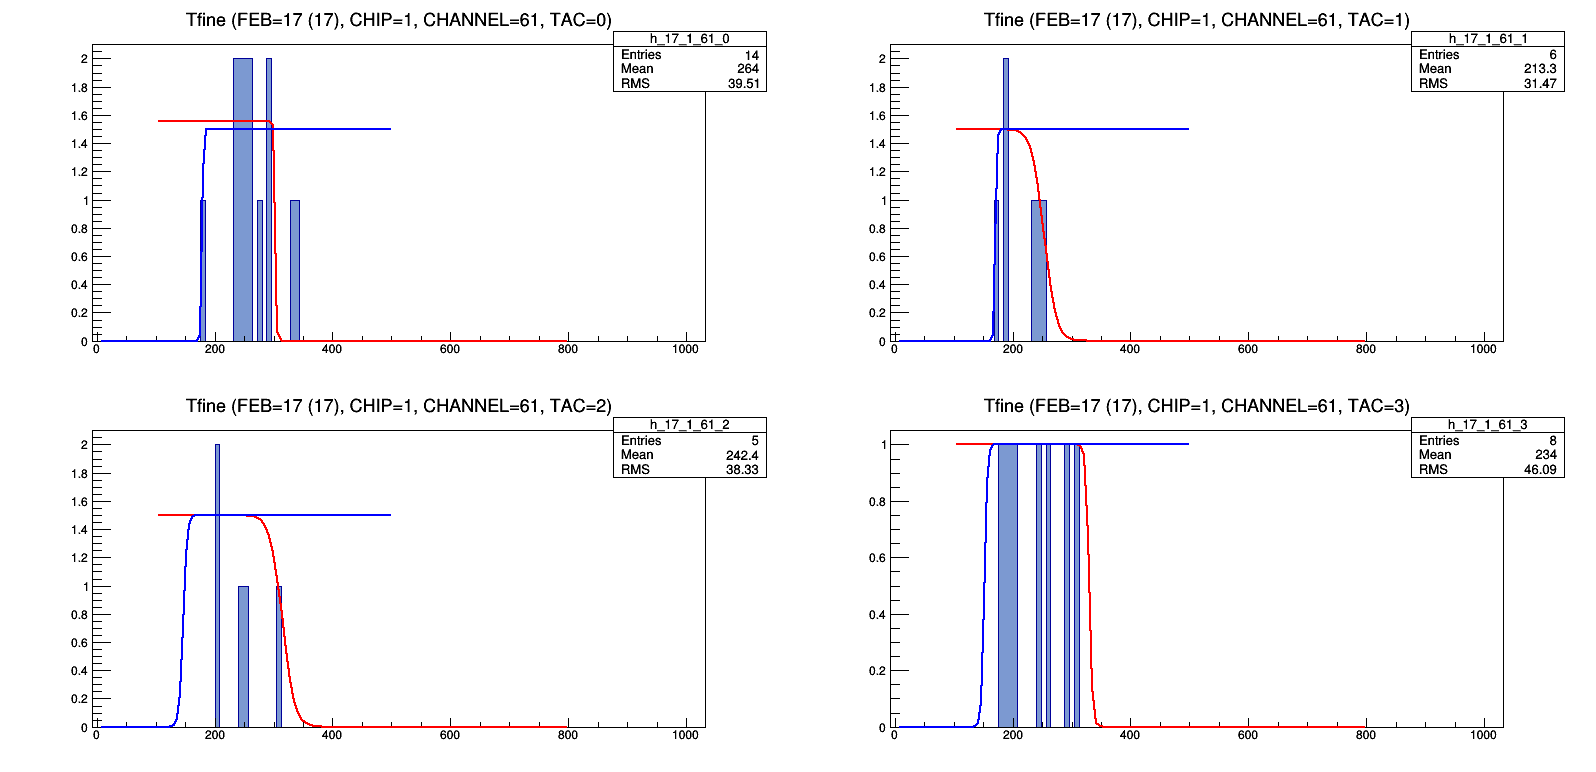 Tfine (FEB=17 (17), CHIP=1, CHANNEL=61, TAC=0)
h_17_1_61_0
Entries 14
Mean 264
RMS 39.51
2
1.8
1.6
1.4
1.2
1
0.8
0.6
0.4
0.2
0
0 200 400 600 800 1000
Tfine (FEB=17 (17), CHIP=1, CHANNEL=61, TAC=1)
h_17_1_61_1
Entries 6
Mean 213.3
RMS 31.47
2
1.8
1.6
1.4
1.2
1
0.8
0.6
0.4
0.2
0
0 200 400 600 800 1000
Tfine (FEB=17 (17), CHIP=1, CHANNEL=61, TAC=2)
h_17_1_61_2
Entries 5
Mean 242.4
RMS 38.33
2
1.8
1.6
1.4
1.2
1
0.8
0.6
0.4
0.2
0
0 200 400 600 800 1000
Tfine (FEB=17 (17), CHIP=1, CHANNEL=61, TAC=3)
h_17_1_61_3
Entries 8
Mean 234
RMS 46.09
1
0.8
0.6
0.4
0.2
0
0 200 400 600 800 1000